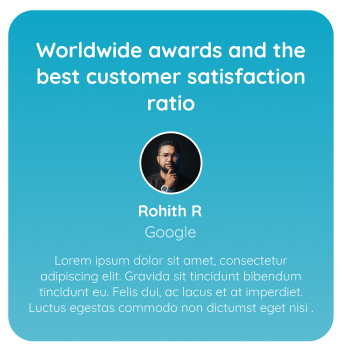 Worldwide awards and the
best customer satisfaction
ratio
Rohith R
Google
Lorem ipsum dolor sit amet, consectetur
adipiscing elit. Gravida sit tincidunt bibendum
tincidunt eu. Felis dui, ac lacus et at imperdiet.
Luctus egestas commodo non dictumst eget nisi .